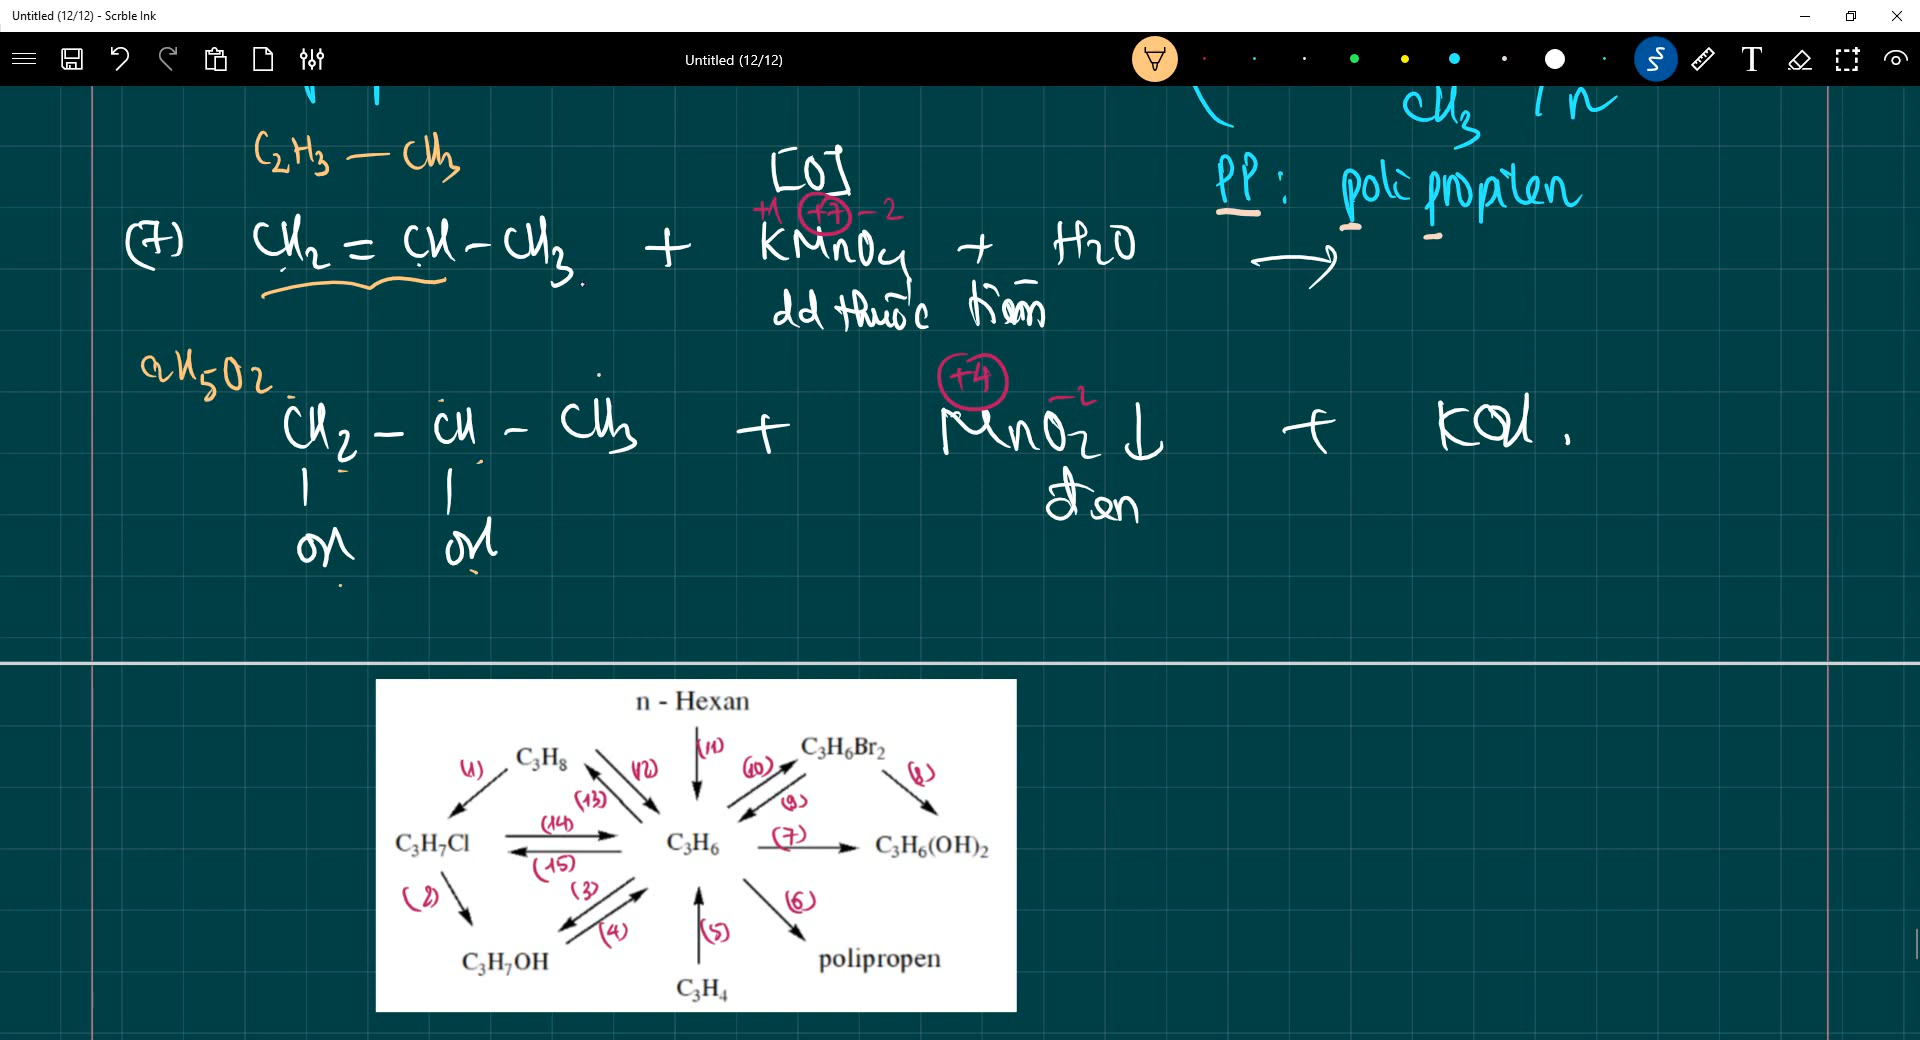 Untitled (12/12) - Scrble Ink
Untitled (12/12)
T
CH3 )n
C2H3 – CH3
[O]
PP: poli propilen
+1 +7 -2
(7) CH2 = CH – CH3 + KMnO4 + H2O →
dd thuốc tím
C2H5O2
+4 -2
CH2 – CH – CH3 + MnO2 ↓ + KOH.
đen
OH OH
n - Hexan
(11)
C3H8
C3H6Br2
(1) (12) (10) (8)
(13) (9)
(14) (7)
C3H7Cl C3H6 C3H6(OH)2
(15)
(2) (3) (6)
(4) (5)
C3H7OH polipropen
C3H4